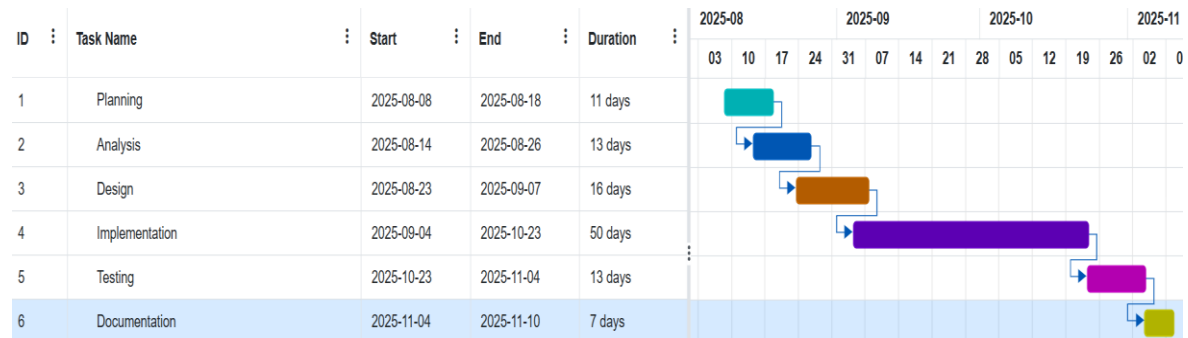 2025-08 2025-09 2025-10 2025-11
ID Task Name Start End Duration
03 10 17 24 31 07 14 21 28 05 12 19 26 02
1 Planning 2025-08-08 2025-08-18 11 days
2 Analysis 2025-08-14 2025-08-26 13 days
3 Design 2025-08-23 2025-09-07 16 days
4 Implementation 2025-09-04 2025-10-23 50 days
5 Testing 2025-10-23 2025-11-04 13 days
6 Documentation 2025-11-04 2025-11-10 7 days